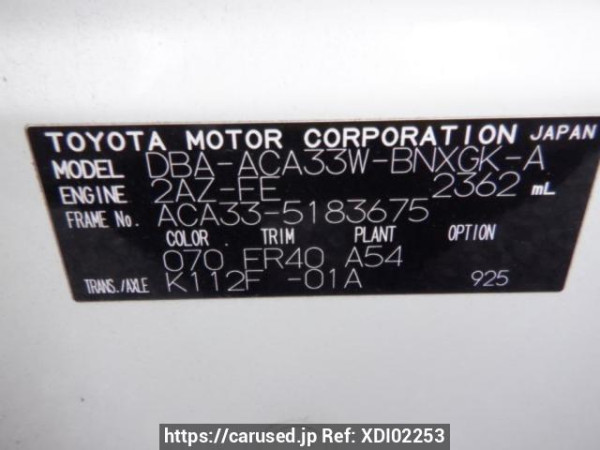 TOYOTA MOTOR CORPORATION JAPAN
MODEL DBA-ACA33W-BNXGK-A
ENGINE 2AZ-FE 2362 mL
FRAME No. ACA33-5183675
COLOR TRIM PLANT OPTION
070 FR40 A54
TRANS./AXLE K112F -01A 925
https://carused.jp Ref: XDI02253